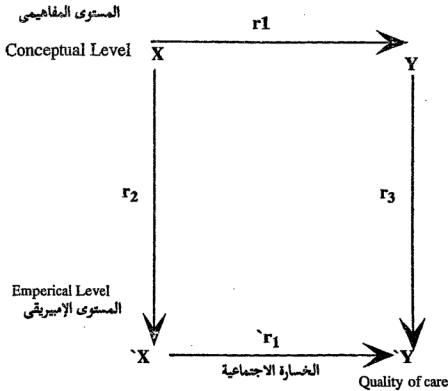 المستوى المفاهيمى
r1
Conceptual Level X
Y
r2
r3
Emperical Level
المستوى الإمبيريقى
`r1
`X
`Y
الخسارة الاجتماعية
Quality of care